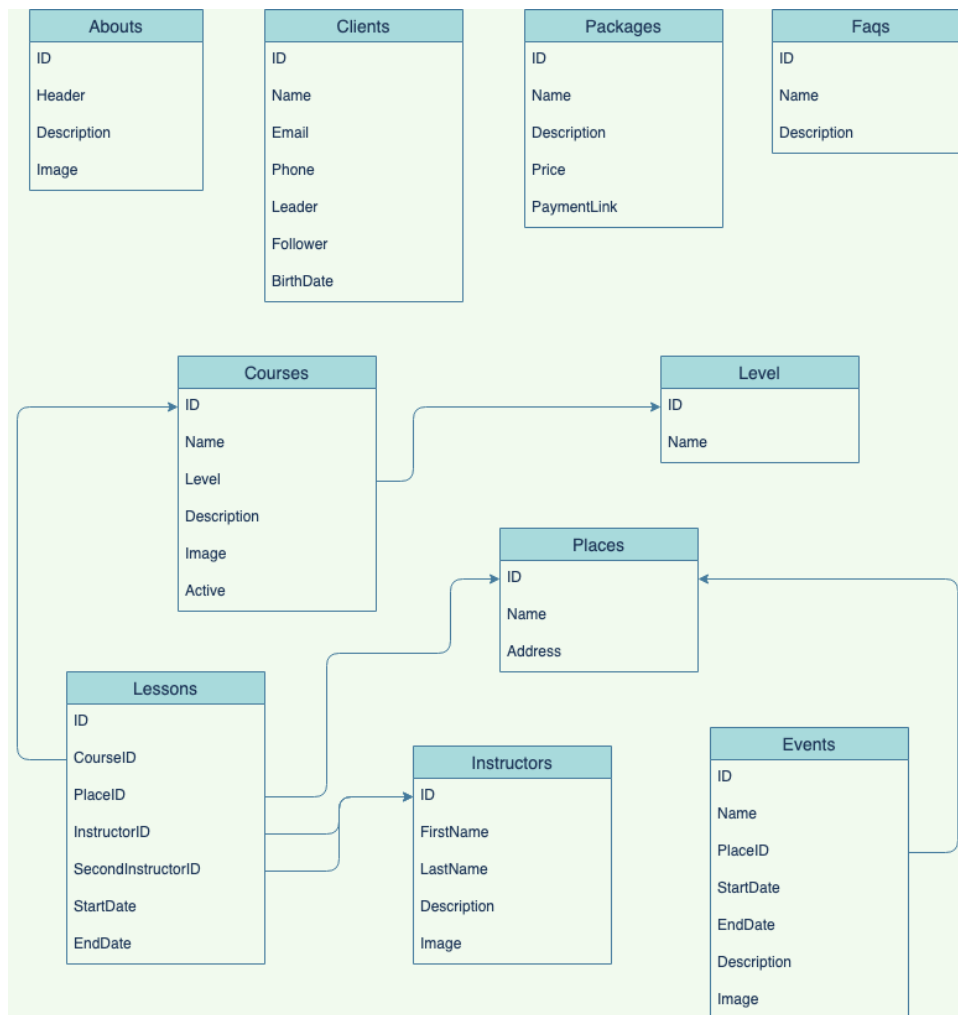 Abouts
ID
Header
Description
Image
Clients
ID
Name
Email
Phone
Leader
Follower
BirthDate
Packages
ID
Name
Description
Price
PaymentLink
Faqs
ID
Name
Description
Courses
ID
Name
Level
Description
Image
Active
Level
ID
Name
Places
ID
Name
Address
Lessons
ID
CourseID
PlaceID
InstructorID
SecondInstructorID
StartDate
EndDate
Instructors
ID
FirstName
LastName
Description
Image
Events
ID
Name
PlaceID
StartDate
EndDate
Description
Image